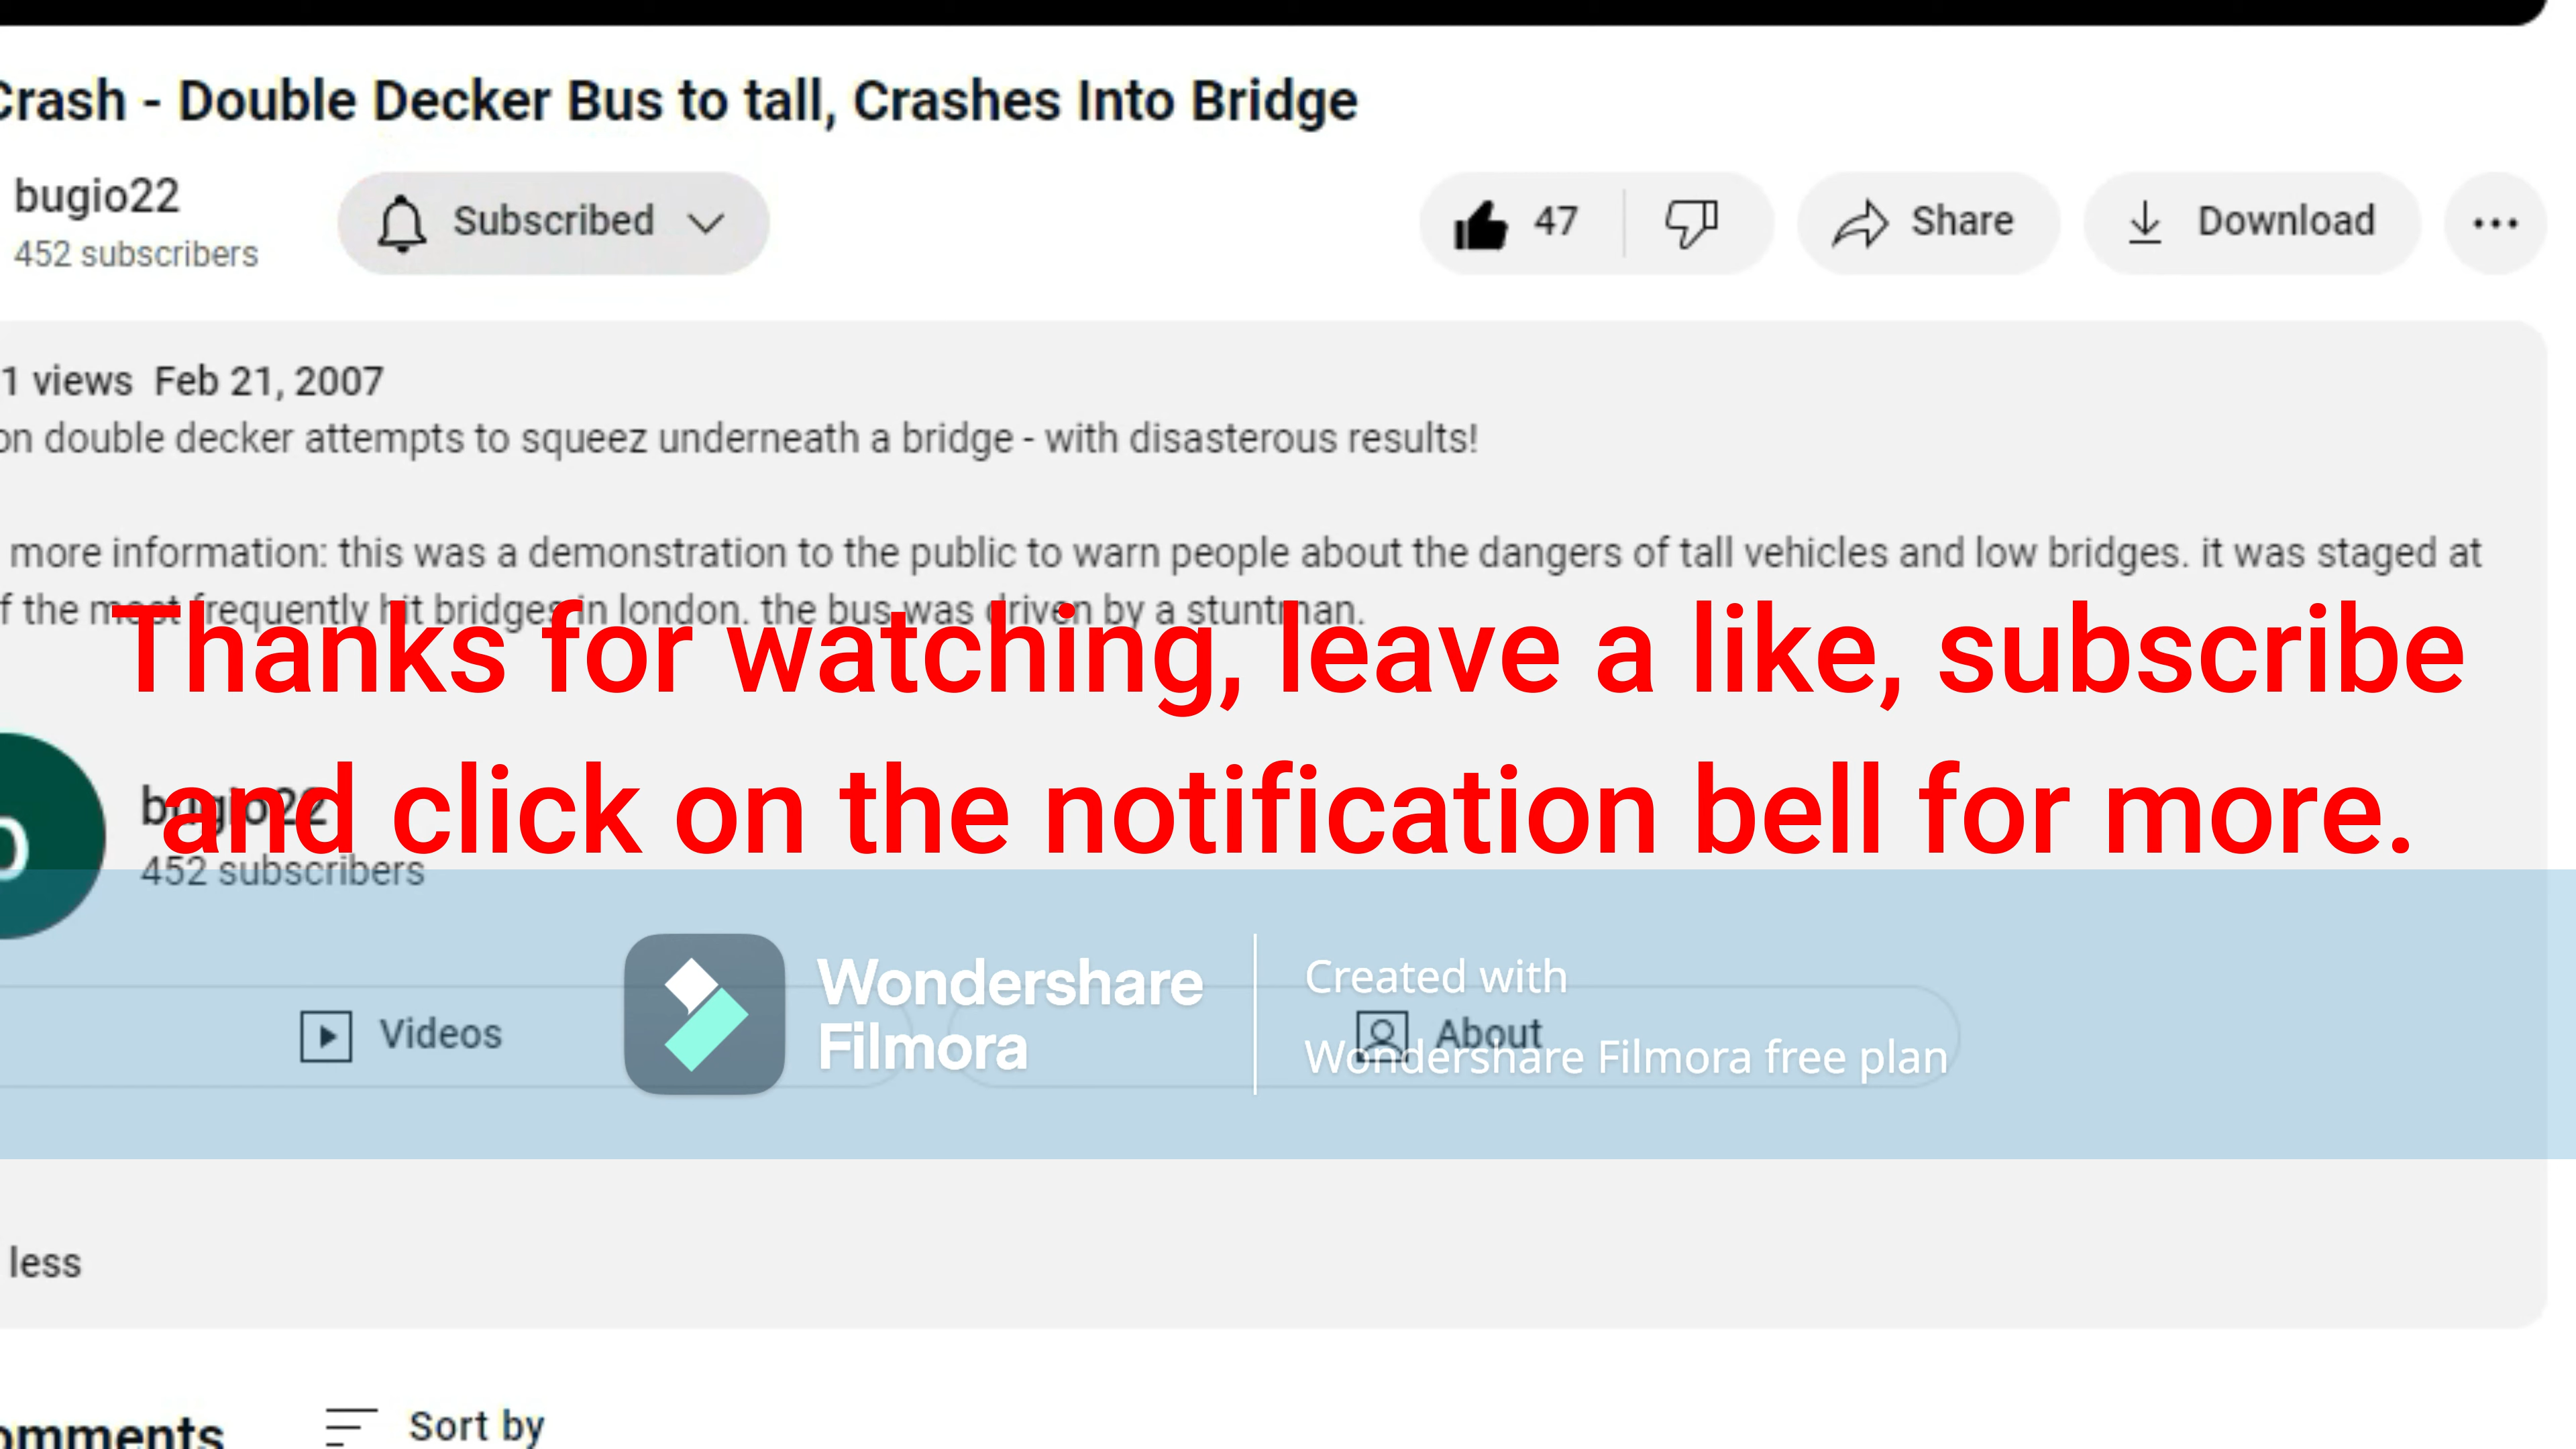 Crash - Double Decker Bus to tall, Crashes Into Bridge
bugio22
452 subscribers
Subscribed
47
Share
Download
1 views Feb 21, 2007
on double decker attempts to squeez underneath a bridge - with disasterous results!
more information: this was a demonstration to the public to warn people about the dangers of tall vehicles and low bridges. it was staged at
f the most frequently hit bridges in london. the bus was driven by a stuntman.
Thanks for watching, leave a like, subscribe
and click on the notification bell for more.
bugio22
452 subscribers
Videos
About
Wondershare
Filmora
Created with
Wondershare Filmora free plan
less
omments
Sort by